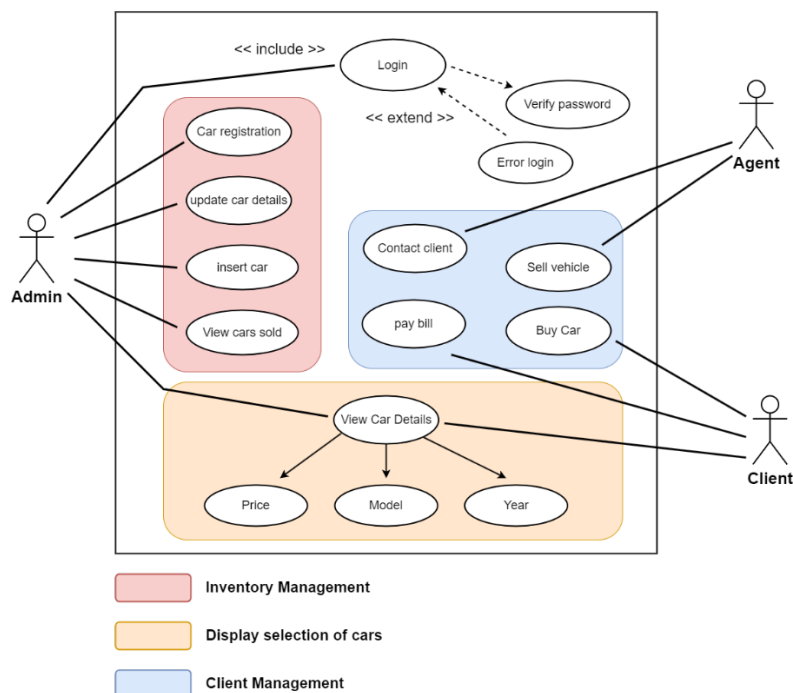 << include >>
Login
Verify password
<< extend >>
Error login
Car registration
update car details
insert car
View cars sold
Admin
Agent
Contact client
Sell vehicle
pay bill
Buy Car
Client
View Car Details
Price
Model
Year
Inventory Management
Display selection of cars
Client Management